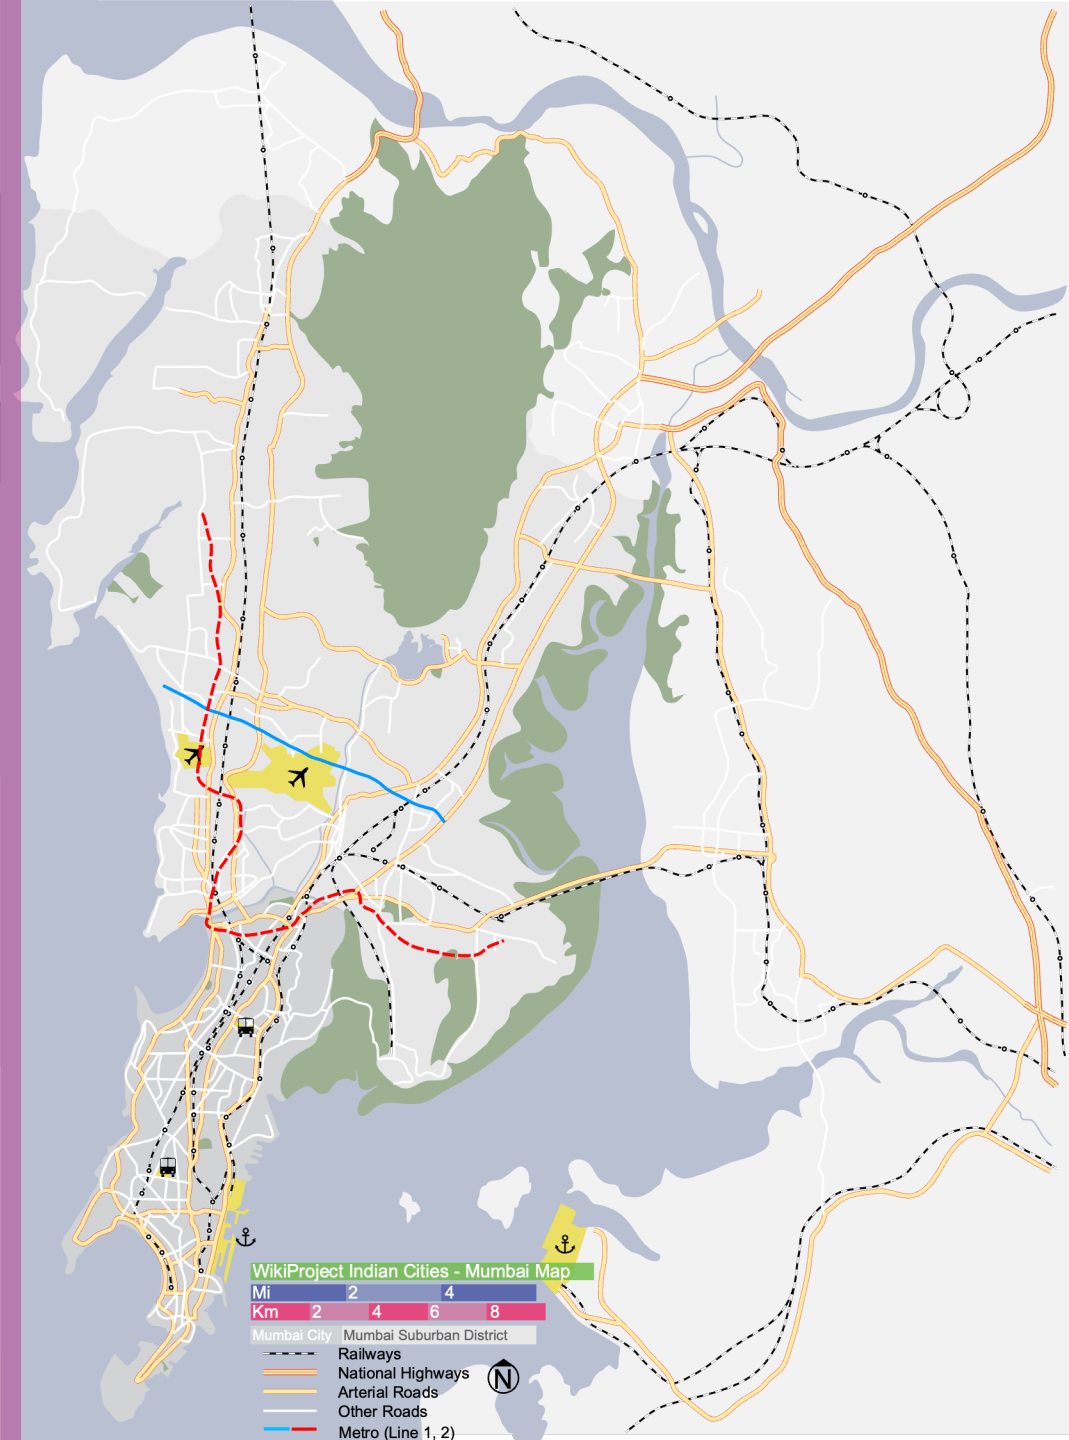 WikiProject Indian Cities - Mumbai Map
Mi 2 4
Km 2 4 6 8
Mumbai City Mumbai Suburban District
Railways
National Highways
N
Arterial Roads
Other Roads
Metro (Line 1, 2)